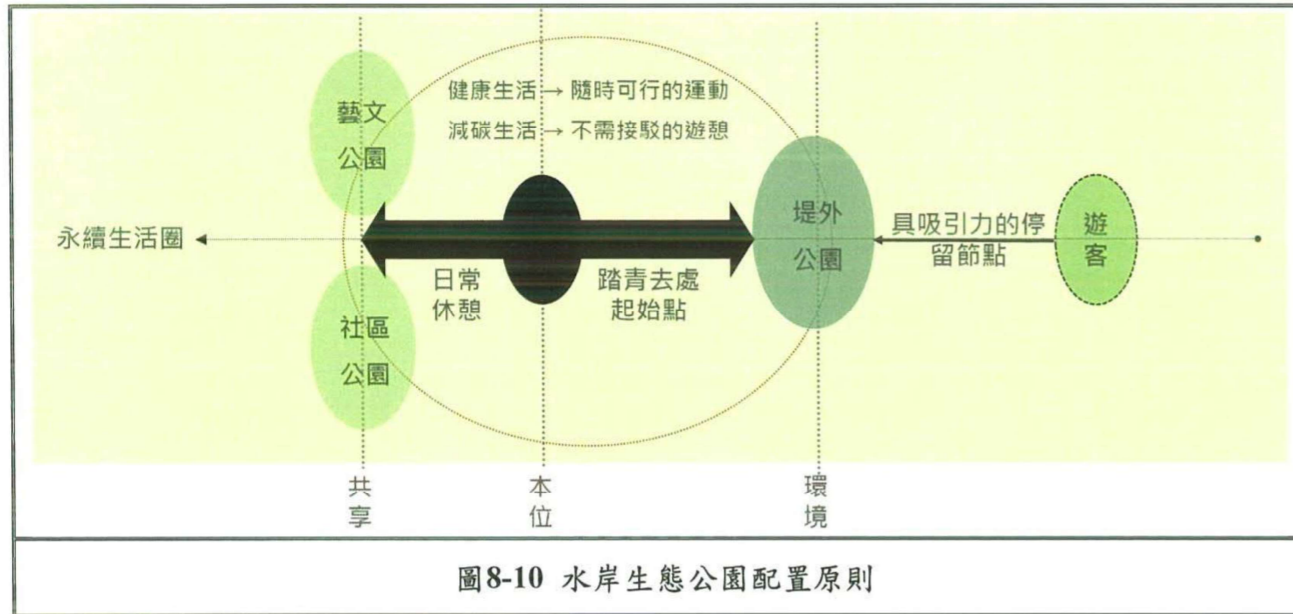 健康生活→隨時可行的運動
減碳生活→不需接駁的遊憩
藝文
公園
永續生活圈
日常
休憩
踏青去處
起始點
堤外
公園
具吸引力的停
留節點
遊
客
社區
公園
共
享
本
位
環
境
圖8-10 水岸生態公園配置原則